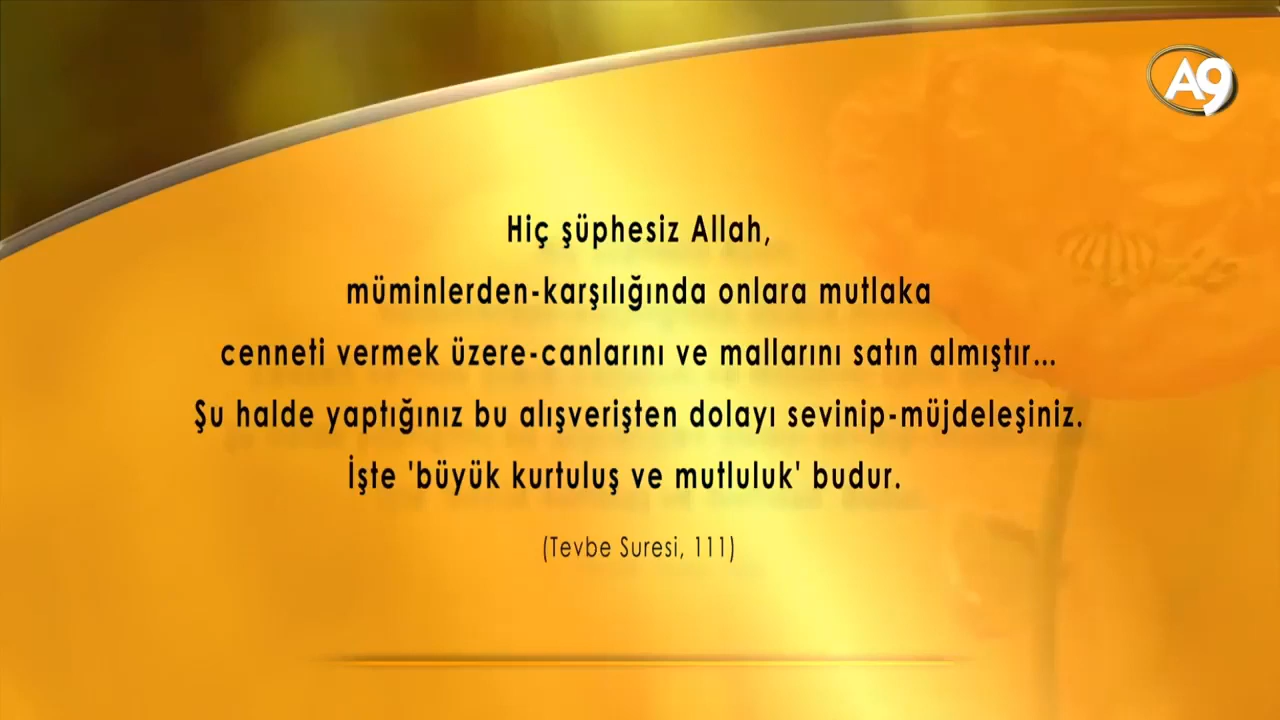 A9
Hiç şüphesiz Allah,
müminlerden-karşılığında onlara mutlaka
cenneti vermek üzere-canlarını ve mallarını satın almıştır...
Şu halde yaptığınız bu alışverişten dolayı sevinip-müjdeleşiniz.
İşte 'büyük kurtuluş ve mutluluk' budur.
(Tevbe Suresi, 111)